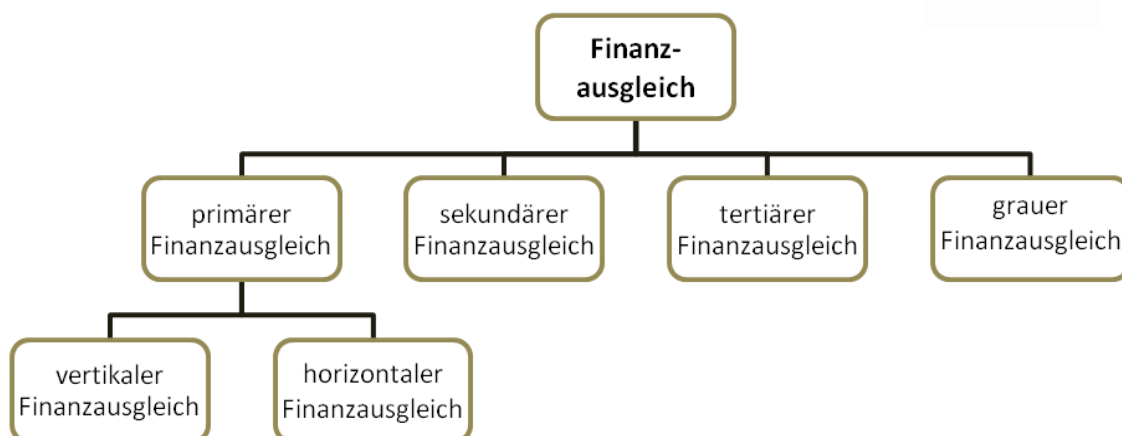 Finanz-
ausgleich
primärer
Finanzausgleich
sekundärer
Finanzausgleich
tertiärer
Finanzausgleich
grauer
Finanzausgleich
vertikaler
Finanzausgleich
horizontaler
Finanzausgleich